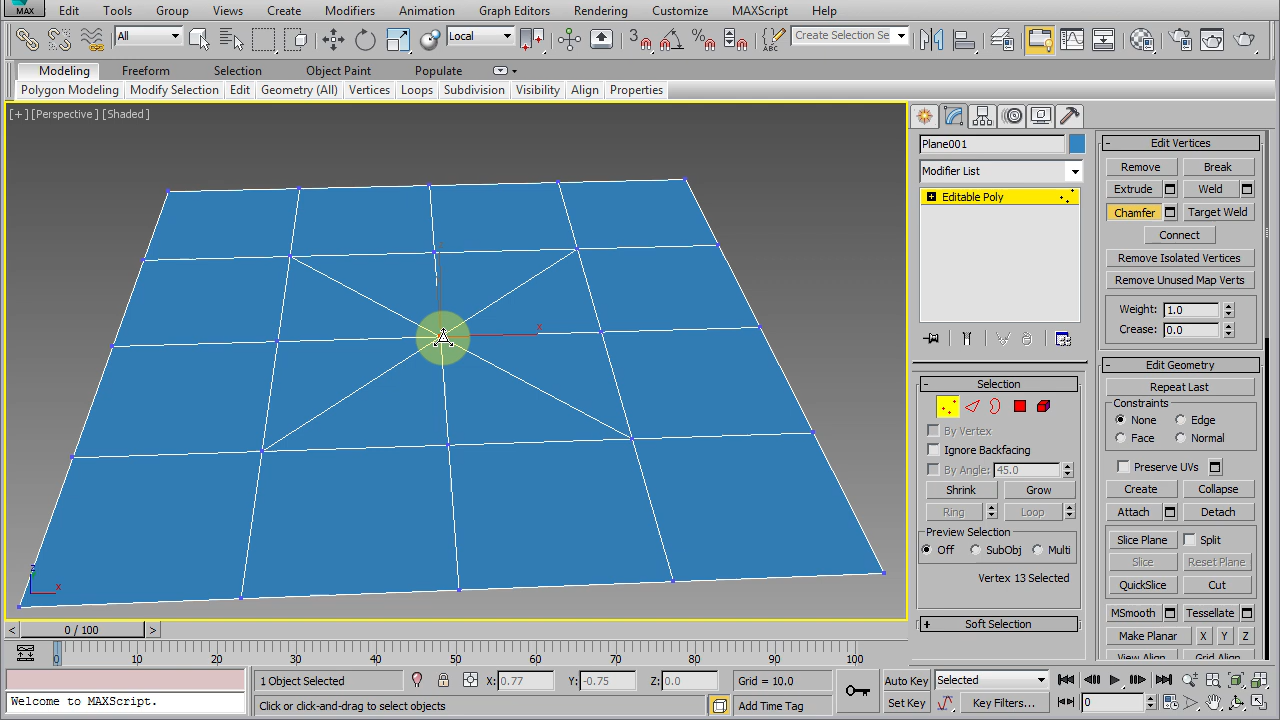 MAX Edit Tools Group Views Create Modifiers Animation Graph Editors Rendering Customize MAXScript Help
All Local 3 Create Selection Se
Modeling Freeform Selection Object Paint Populate
Polygon Modeling Modify Selection Edit Geometry (All) Vertices Loops Subdivision Visibility Align Properties
[+] [Perspective] [Shaded]
x
z
x
Plane001
Modifier List
Editable Poly
Selection
By Vertex
Ignore Backfacing
By Angle: 45.0
Shrink Grow
Ring Loop
Preview Selection
Off SubObj Multi
Vertex 13 Selected
Soft Selection
Edit Vertices
Remove Break
Extrude Weld
Chamfer Target Weld
Connect
Remove Isolated Vertices
Remove Unused Map Verts
Weight: 1.0
Crease: 0.0
Edit Geometry
Repeat Last
Constraints
None Edge
Face Normal
Preserve UVs
Create Collapse
Attach Detach
Slice Plane Split
Slice Reset Plane
QuickSlice Cut
MSmooth Tessellate
Make Planar X Y Z
View Align Grid Align
< 0 / 100 >
0 10 20 30 40 50 60 70 80 90 100
1 Object Selected X: 0.77 Y: -0.75 Z: 0.0 Grid = 10.0 Auto Key Selected
Welcome to MAXScript. Click or click-and-drag to select objects Add Time Tag Set Key Key Filters... 0